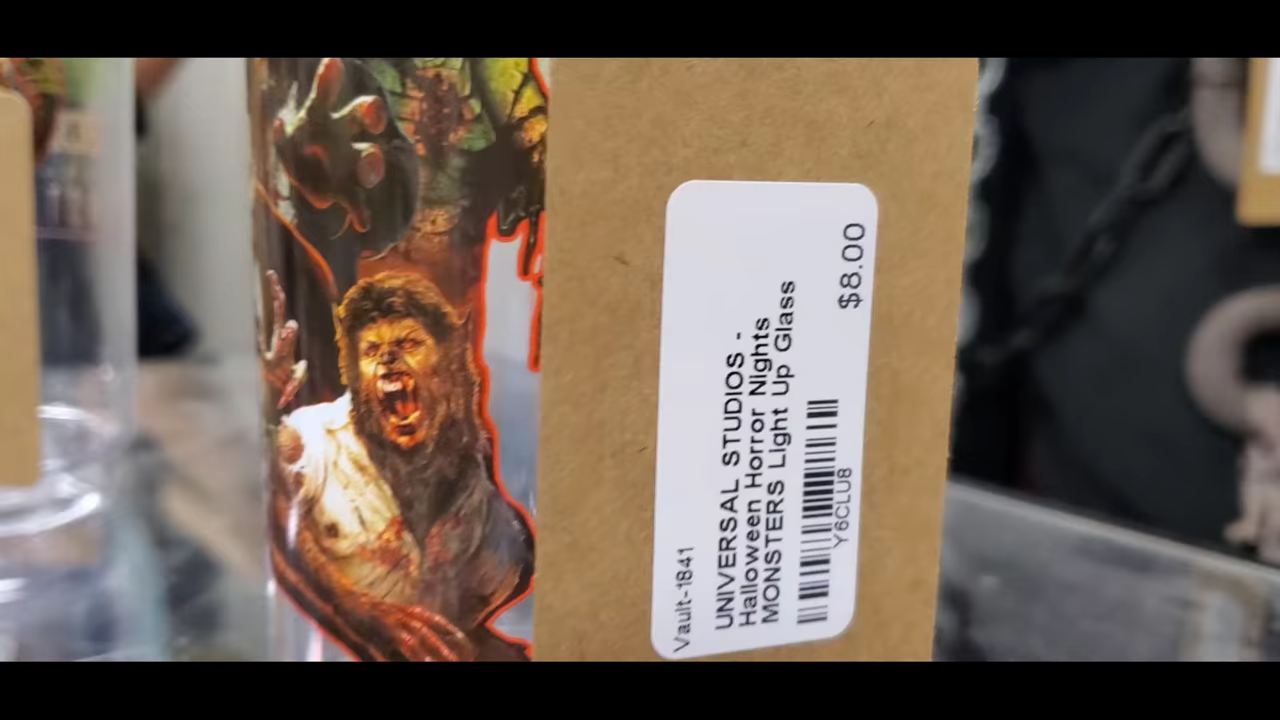 Vault-1841
UNIVERSAL STUDIOS -
Halloween Horror Nights
MONSTERS Light Up Glass
Y6CLU8
$8.00